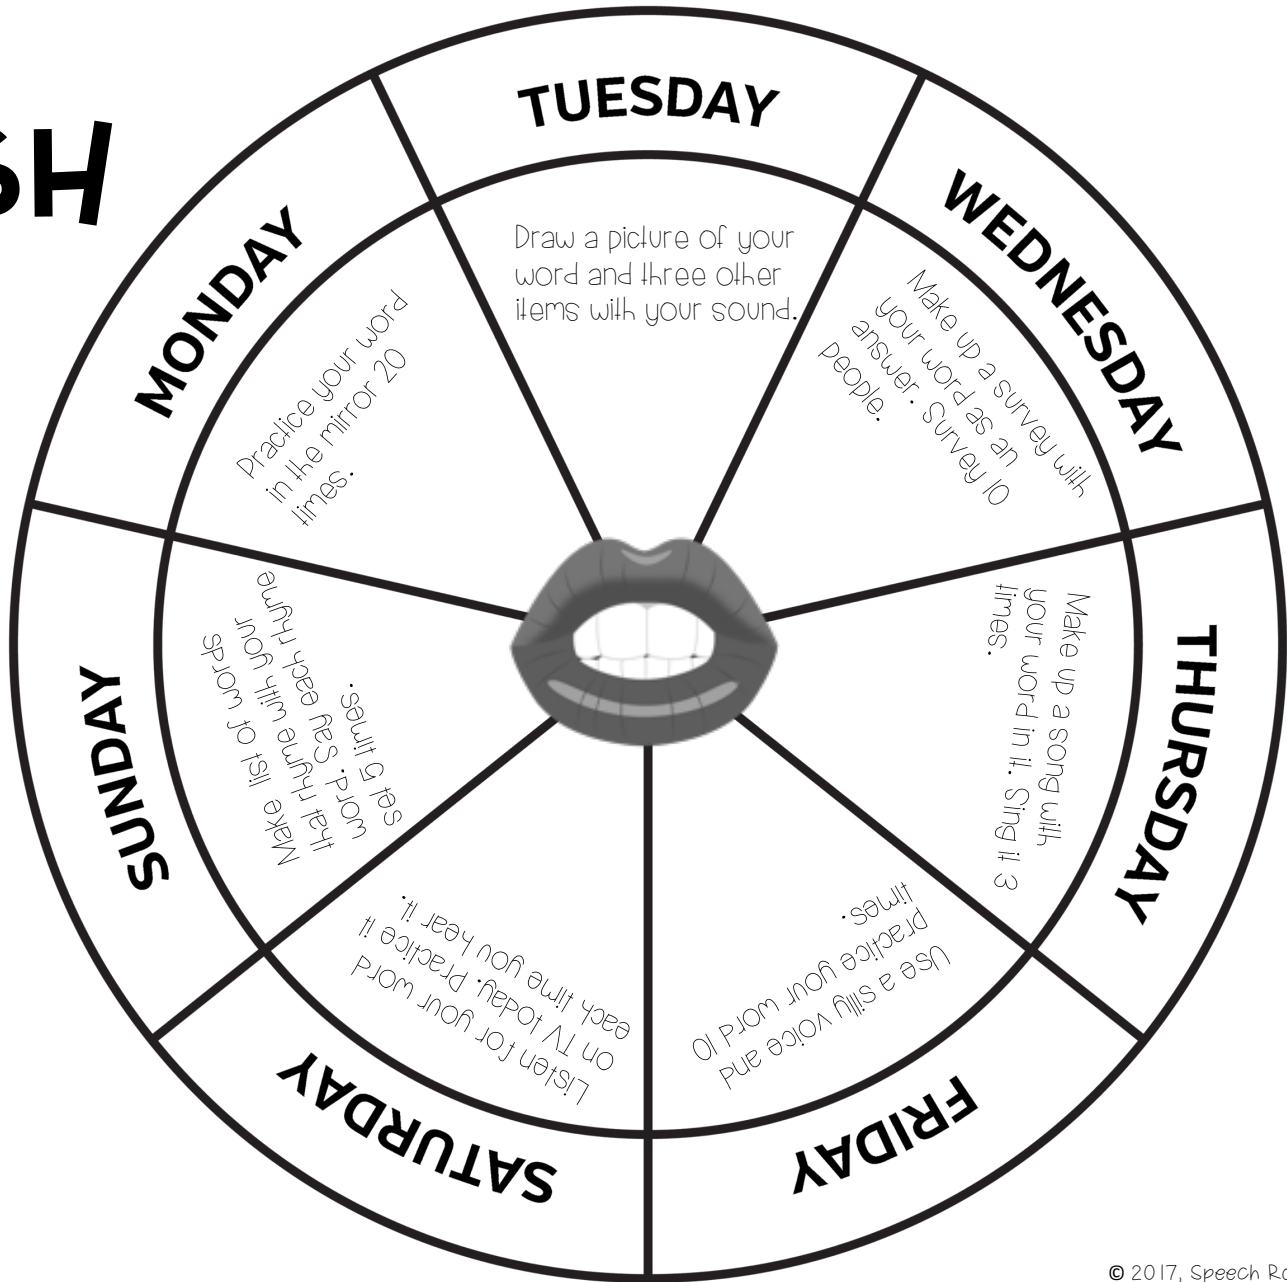 SH
MONDAY
Practice your word
in the mirror 20
times.
TUESDAY
Draw a picture of your
word and three other
items with your sound.
WEDNESDAY
Make up a survey with
your word as an
answer. Survey 10
people.
THURSDAY
Make up a song with
your word in it. Sing it 3
times.
FRIDAY
Use a silly voice and
practice your word 10
times.
SATURDAY
Listen for your word
on TV today. Practice it
each time you hear it.
SUNDAY
Make list of words
that rhyme with your
word. Say each rhyme
set 5 times.
© 2017, Speech Ro